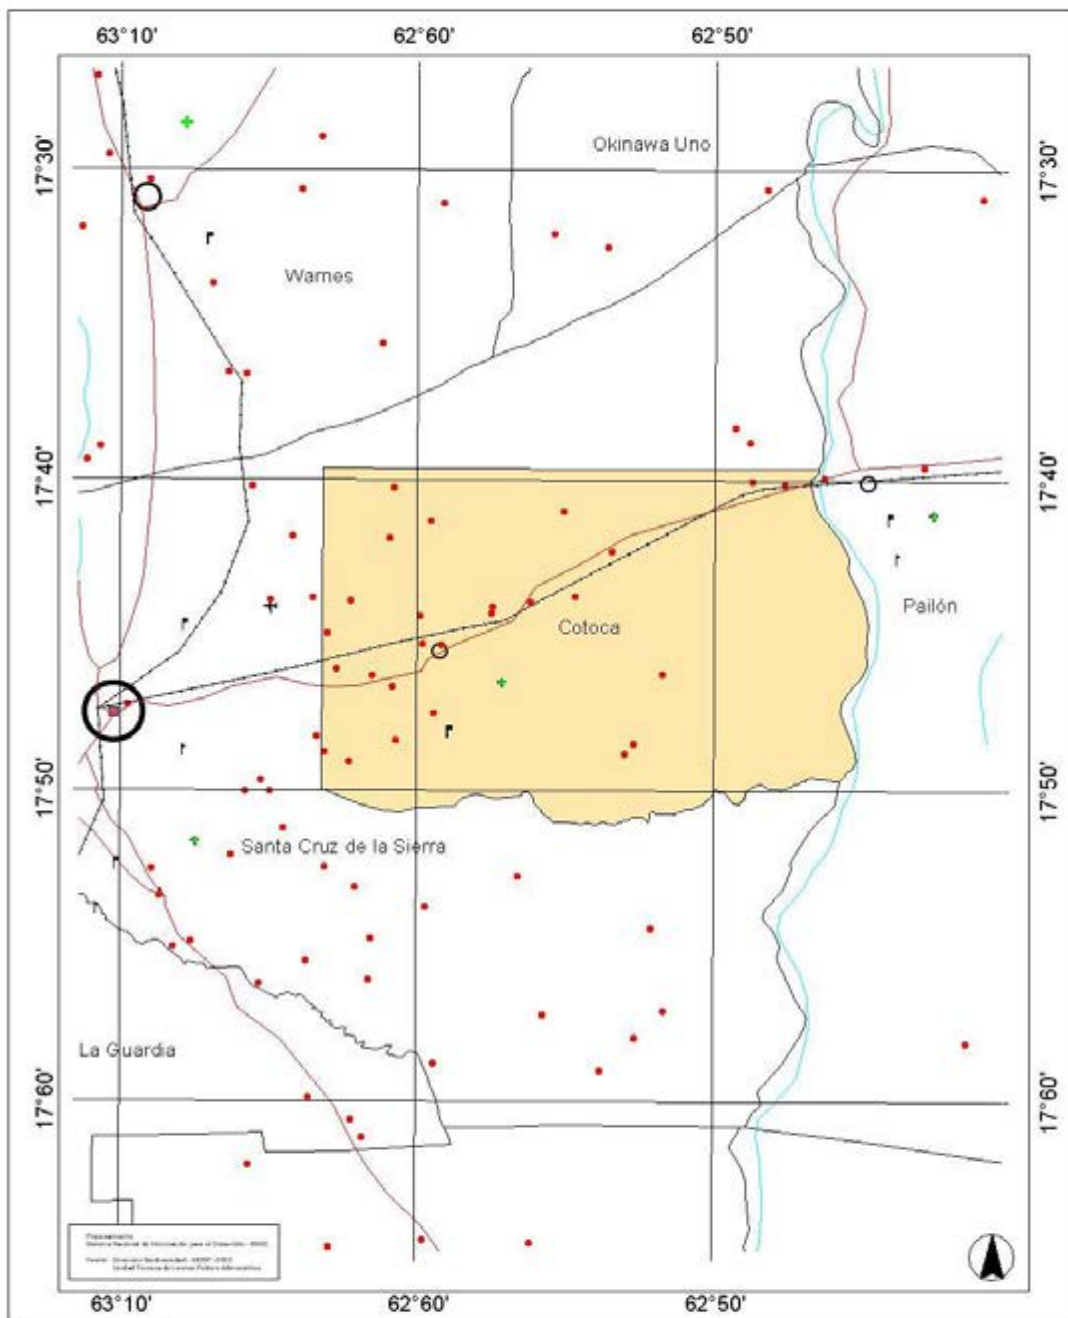 63°10' 62°60' 62°50'
Okinawa Uno
17°30' 17°30'
Warnes
17°40' 17°40'
Pailón
Cotoca
17°50' 17°50'
Santa Cruz de la Sierra
La Guardia
17°60' 17°60'
63°10' 62°60' 62°50'